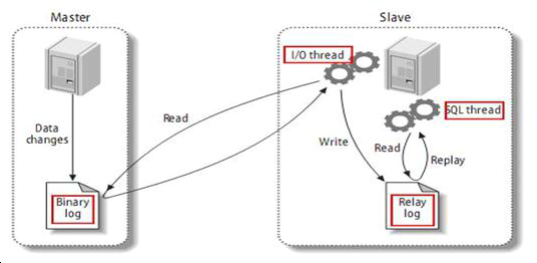 Master
Slave
I/O thread
SQL thread
Data
changes
Read
Write
Read
Replay
Binary
log
Relay
log